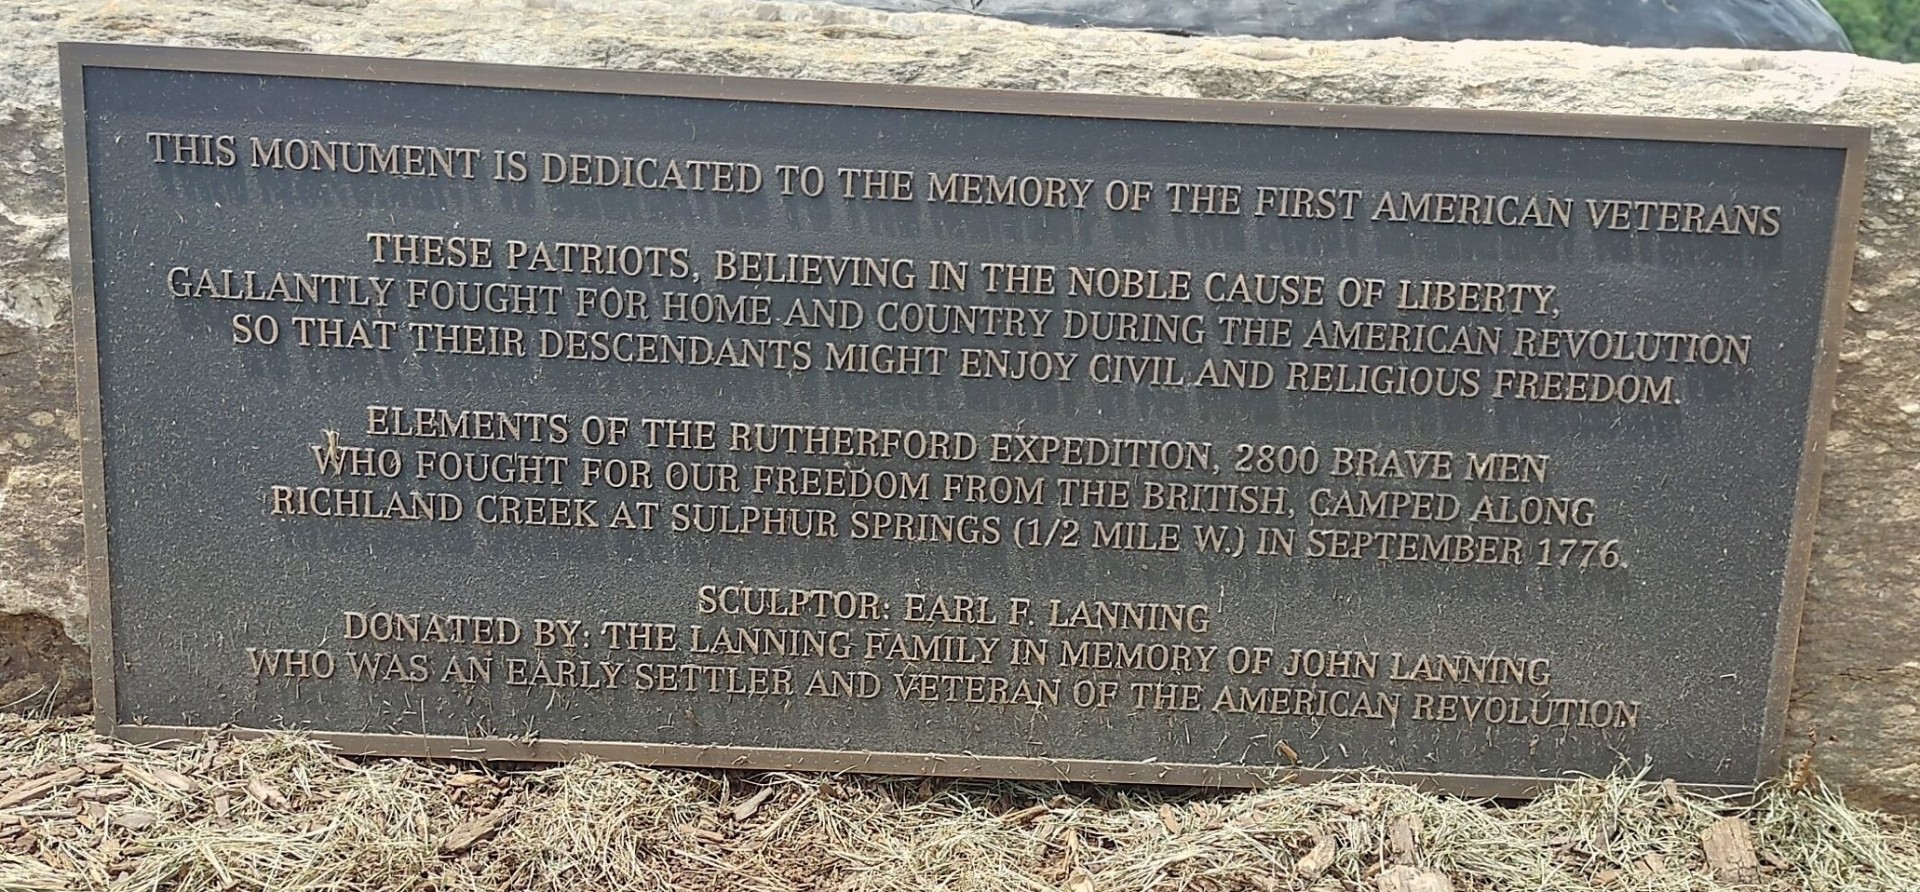 THIS MONUMENT IS DEDICATED TO THE MEMORY OF THE FIRST AMERICAN VETERANS
THESE PATRIOTS, BELIEVING IN THE NOBLE CAUSE OF LIBERTY,
GALLANTLY FOUGHT FOR HOME AND COUNTRY DURING THE AMERICAN REVOLUTION
SO THAT THEIR DESCENDANTS MIGHT ENJOY CIVIL AND RELIGIOUS FREEDOM.
ELEMENTS OF THE RUTHERFORD EXPEDITION, 2800 BRAVE MEN
WHO FOUGHT FOR OUR FREEDOM FROM THE BRITISH, CAMPED ALONG
RICHLAND CREEK AT SULPHUR SPRINGS (1/2 MILE W.) IN SEPTEMBER 1776.
SCULPTOR: EARL F. LANNING
DONATED BY: THE LANNING FAMILY IN MEMORY OF JOHN LANNING
WHO WAS AN EARLY SETTLER AND VETERAN OF THE AMERICAN REVOLUTION